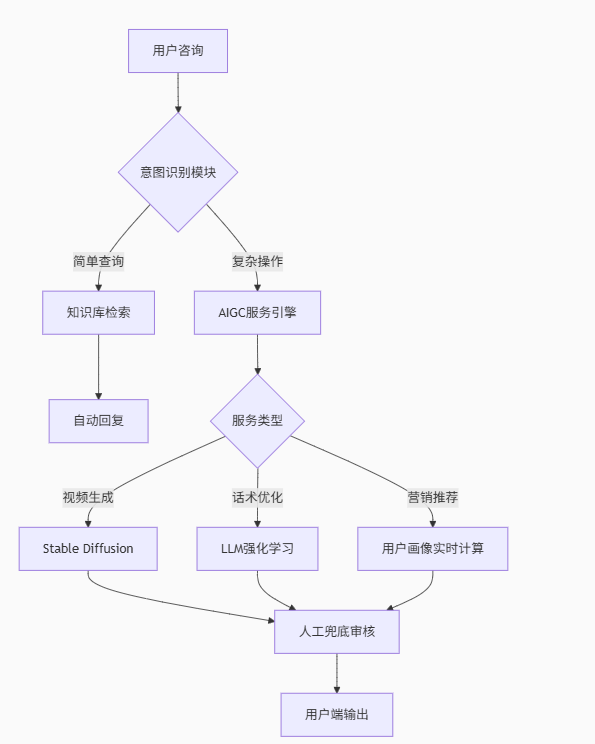 用户咨询
意图识别模块
简单查询
复杂操作
知识库检索
AIGC服务引擎
自动回复
服务类型
视频生成
话术优化
营销推荐
Stable Diffusion
LLM强化学习
用户画像实时计算
人工兜底审核
用户端输出